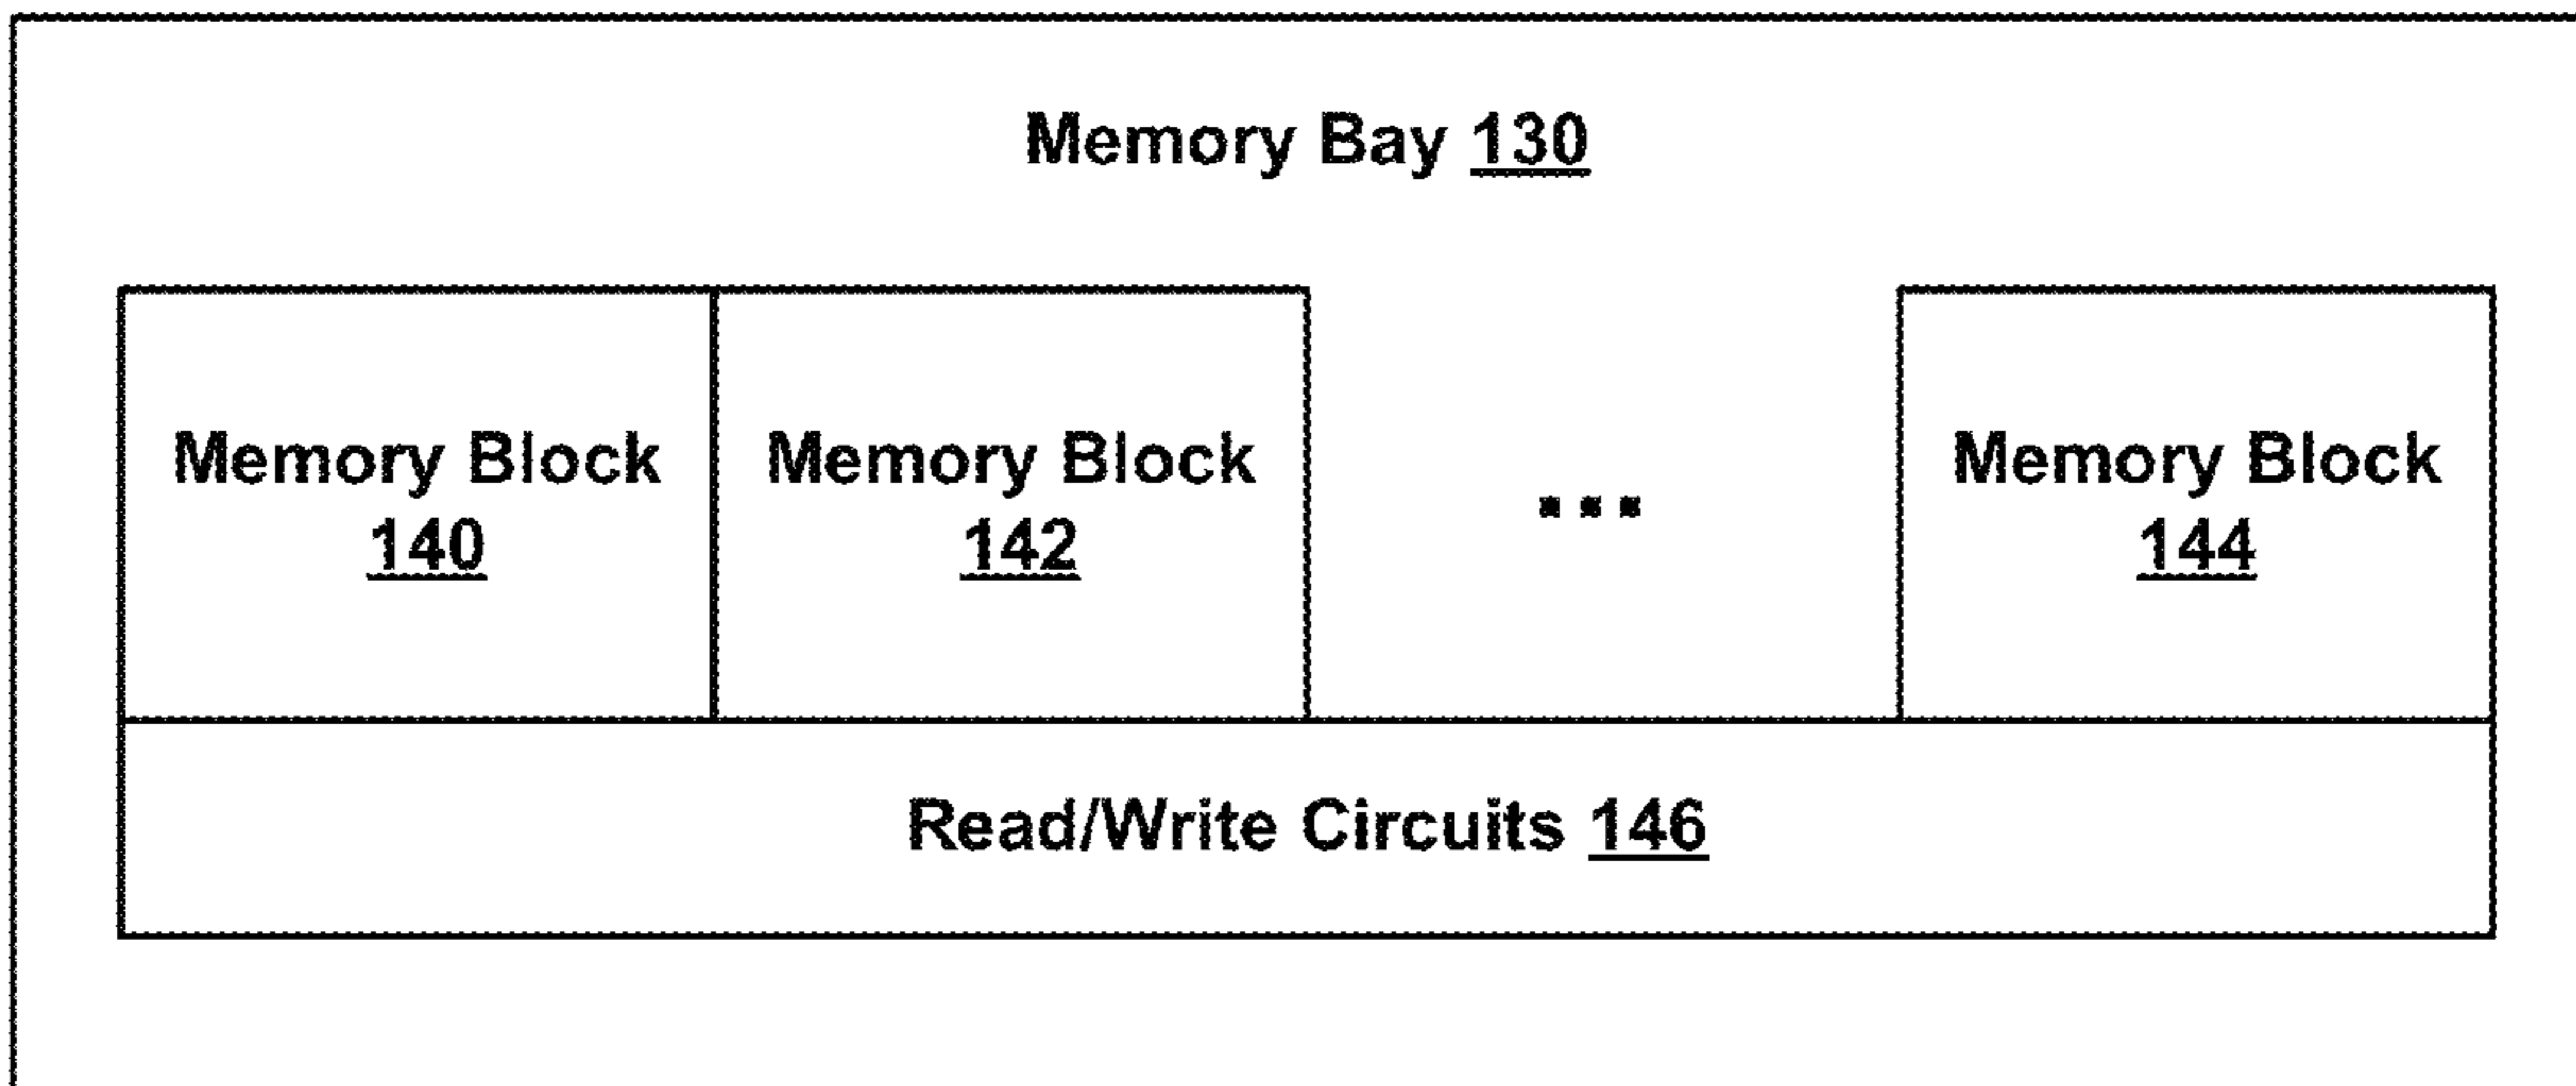 Memory Bay 130
Memory Block
140
Memory Block
142
...
Memory Block
144
Read/Write Circuits 146